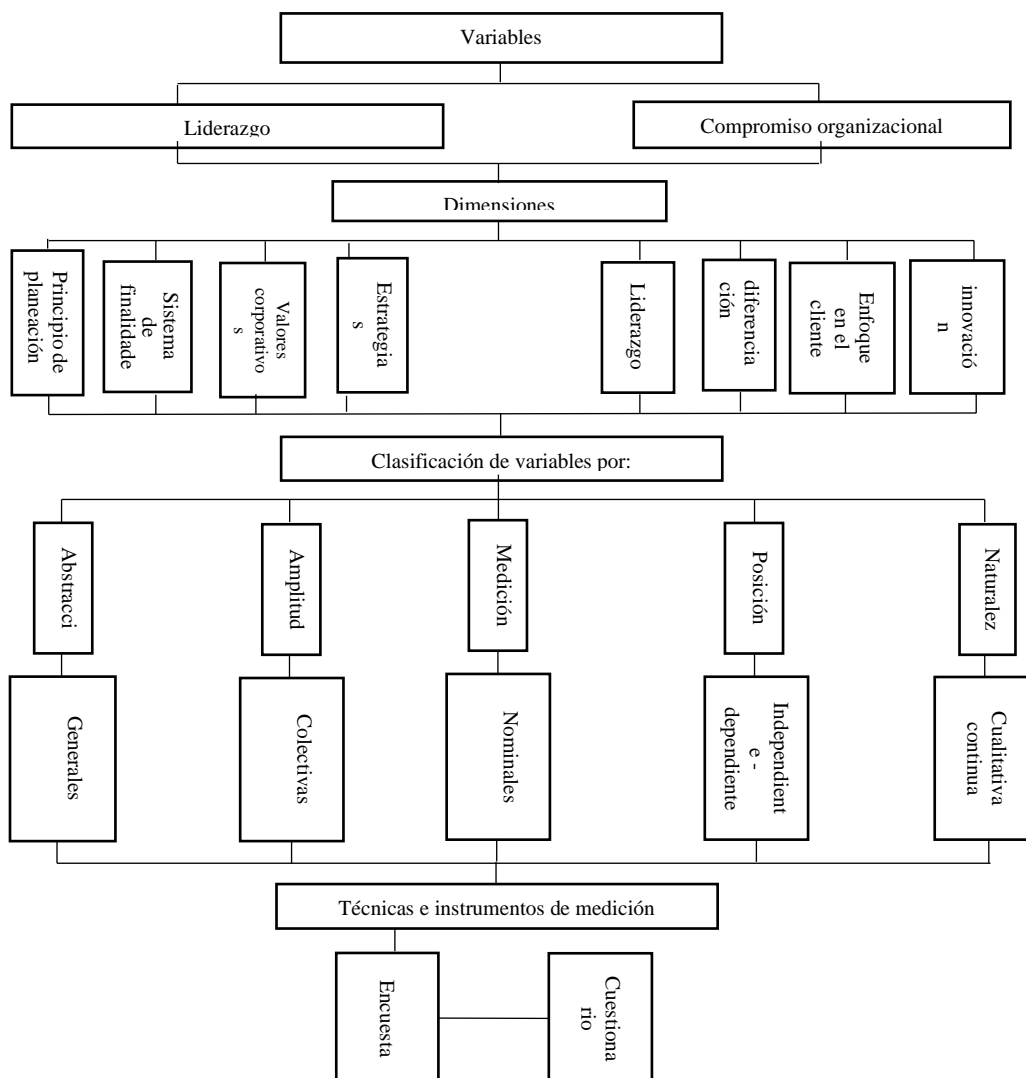 Variables
Liderazgo
Compromiso organizacional
Dimensiones
Principio de
planeación
Sistema
de
finalidade
Valores
corporativo
s
Estrategia
s
Liderazgo
diferencia
ción
Enfoque
en el
cliente
innovació
n
Clasificación de variables por:
Abstracci
Amplitud
Medición
Posición
Naturalez
Generales
Colectivas
Nominales
Independient
e -
dependiente
Cualitativa
continua
Técnicas e instrumentos de medición
Encuesta
Cuestiona
rio